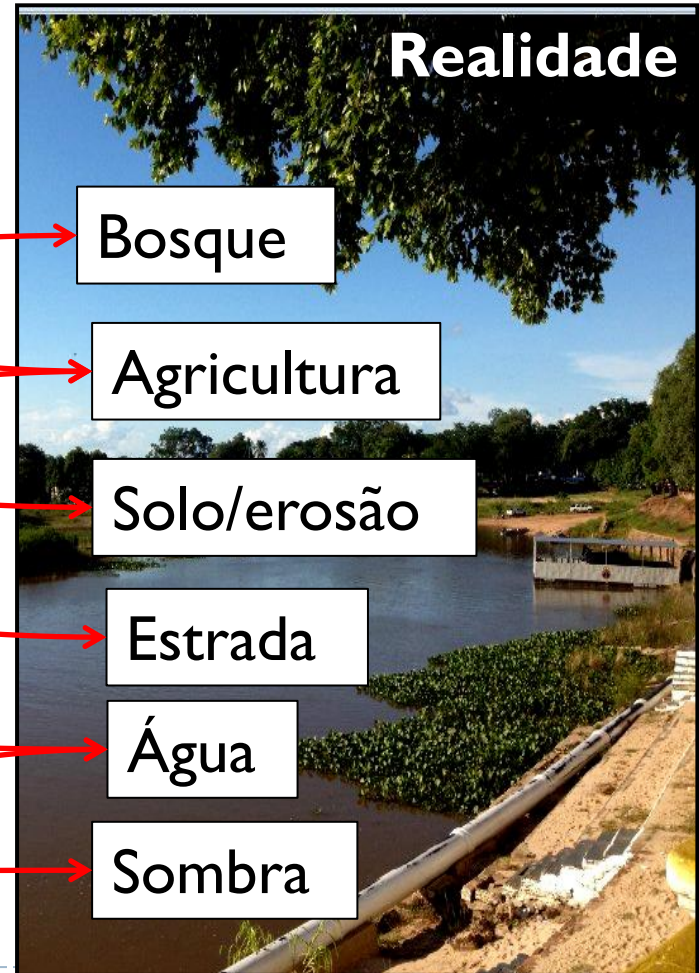 Realidade
Bosque
Agricultura
Solo/erosão
Estrada
Água
Sombra